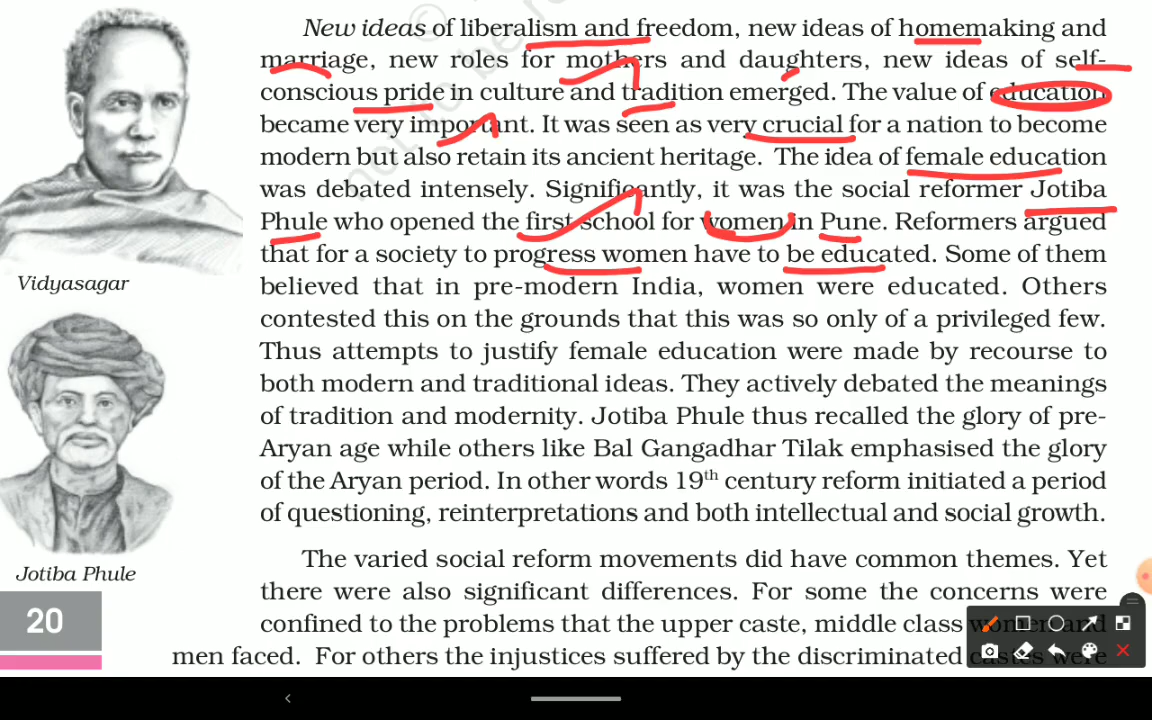 New ideas of liberalism and freedom, new ideas of homemaking and
marriage, new roles for mothers and daughters, new ideas of self-
conscious pride in culture and tradition emerged. The value of education
became very important. It was seen as very crucial for a nation to become
modern but also retain its ancient heritage. The idea of female education
was debated intensely. Significantly, it was the social reformer Jotiba
Phule who opened the first school for women in Pune. Reformers argued
that for a society to progress women have to be educated. Some of them
believed that in pre-modern India, women were educated. Others
contested this on the grounds that this was so only of a privileged few.
Thus attempts to justify female education were made by recourse to
both modern and traditional ideas. They actively debated the meanings
of tradition and modernity. Jotiba Phule thus recalled the glory of pre-
Aryan age while others like Bal Gangadhar Tilak emphasised the glory
of the Aryan period. In other words 19th century reform initiated a period
of questioning, reinterpretations and both intellectual and social growth.
The varied social reform movements did have common themes. Yet
there were also significant differences. For some the concerns were
confined to the problems that the upper caste, middle class women and
men faced. For others the injustices suffered by the discriminated castes were
Vidyasagar
Jotiba Phule
20